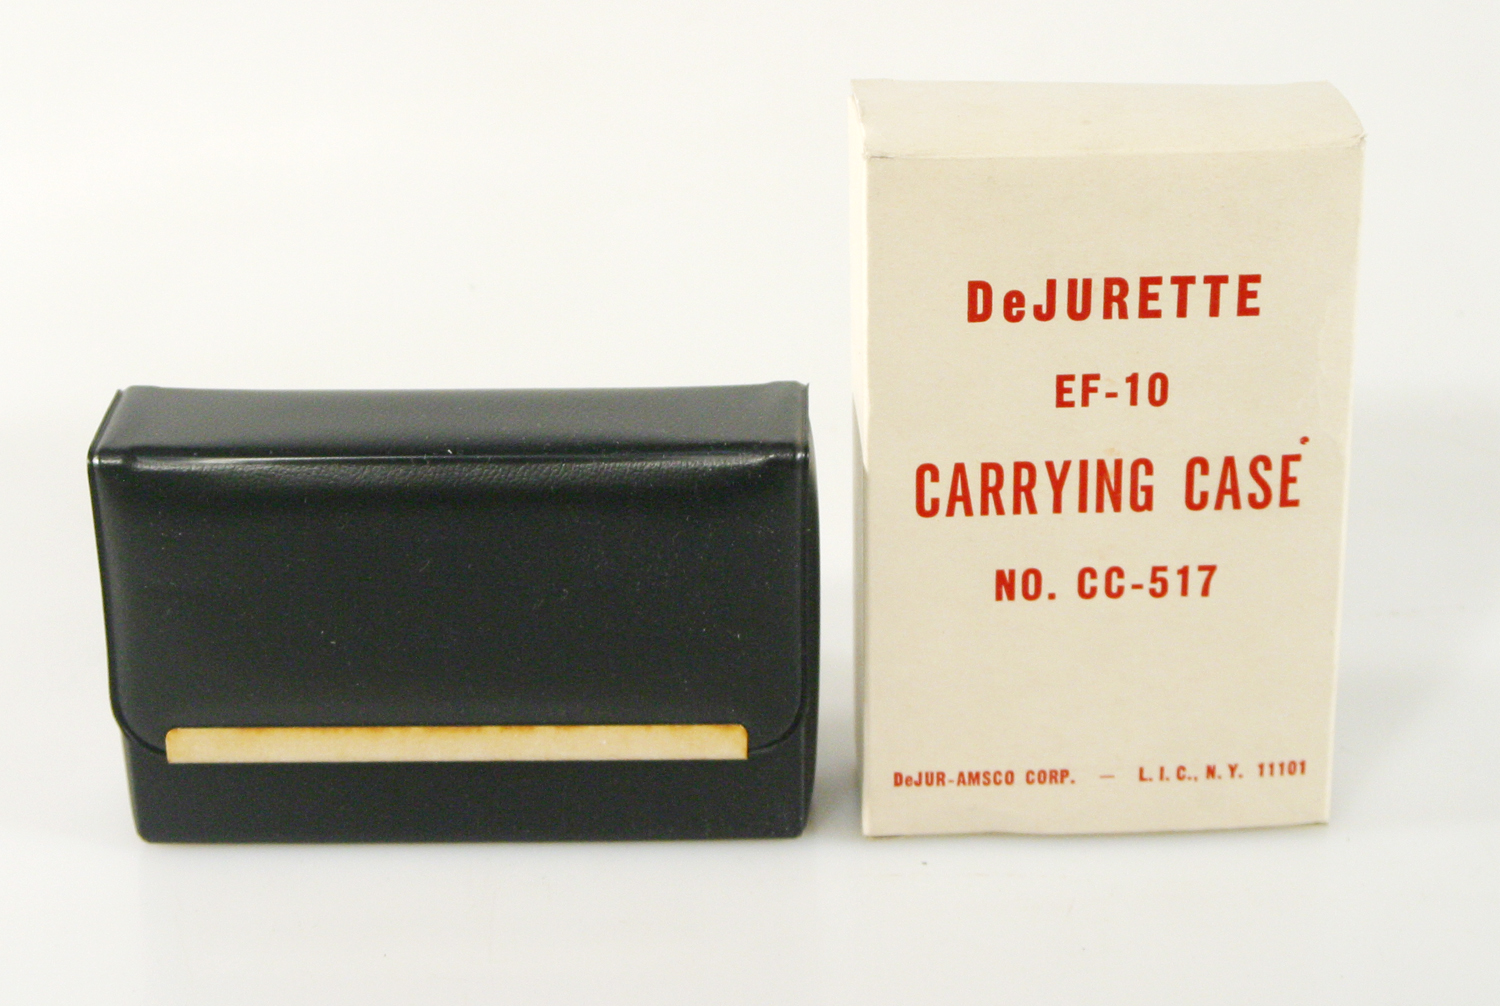 DeJURETTE
EF-10
CARRYING CASE
NO. CC-517
DeJUR-AMSCO CORP. — L. I. C., N. Y. 11101